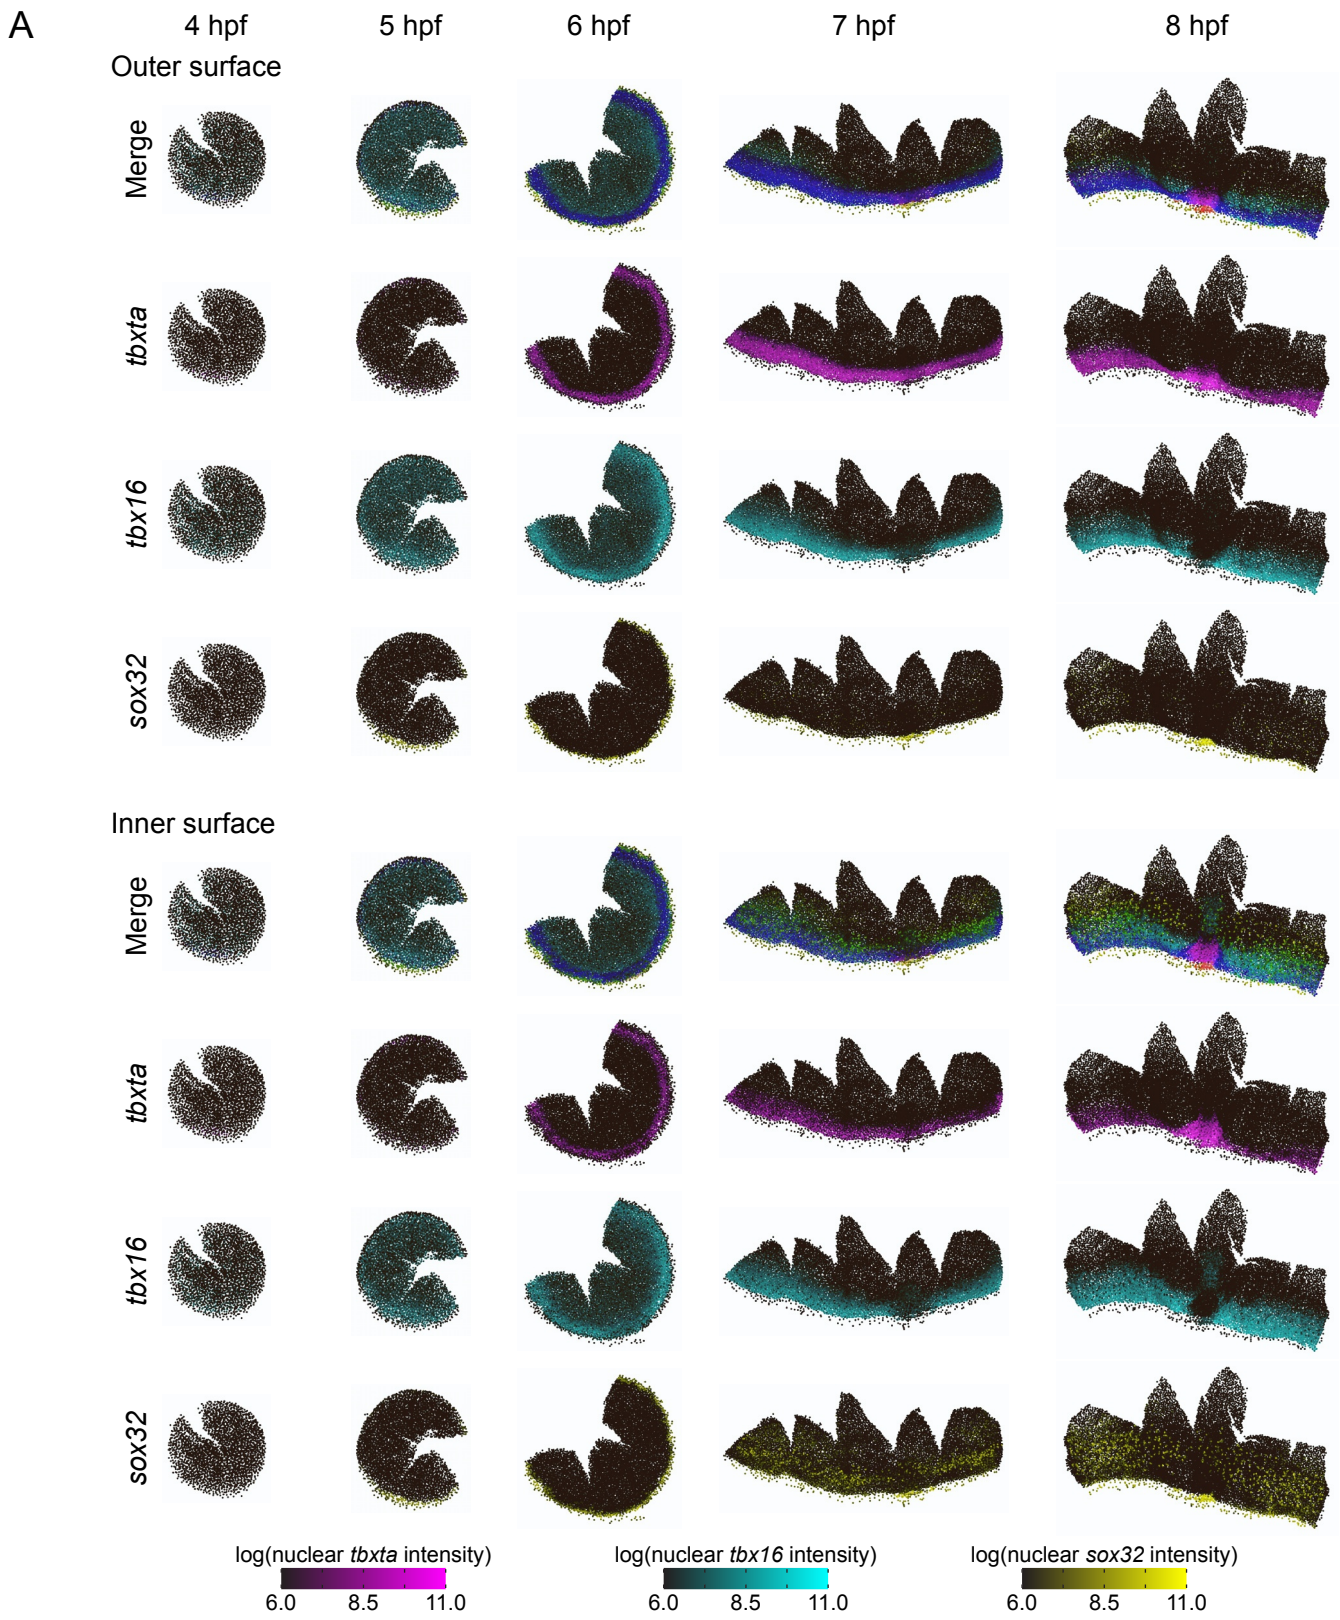 A
4 hpf 5 hpf 6 hpf 7 hpf 8 hpf
Outer surface
Merge
tbxta
tbx16
sox32
Inner surface
Merge
tbxta
tbx16
sox32
log(nuclear tbxta intensity) log(nuclear tbx16 intensity) log(nuclear sox32 intensity)
6.0 8.5 11.0 6.0 8.5 11.0 6.0 8.5 11.0